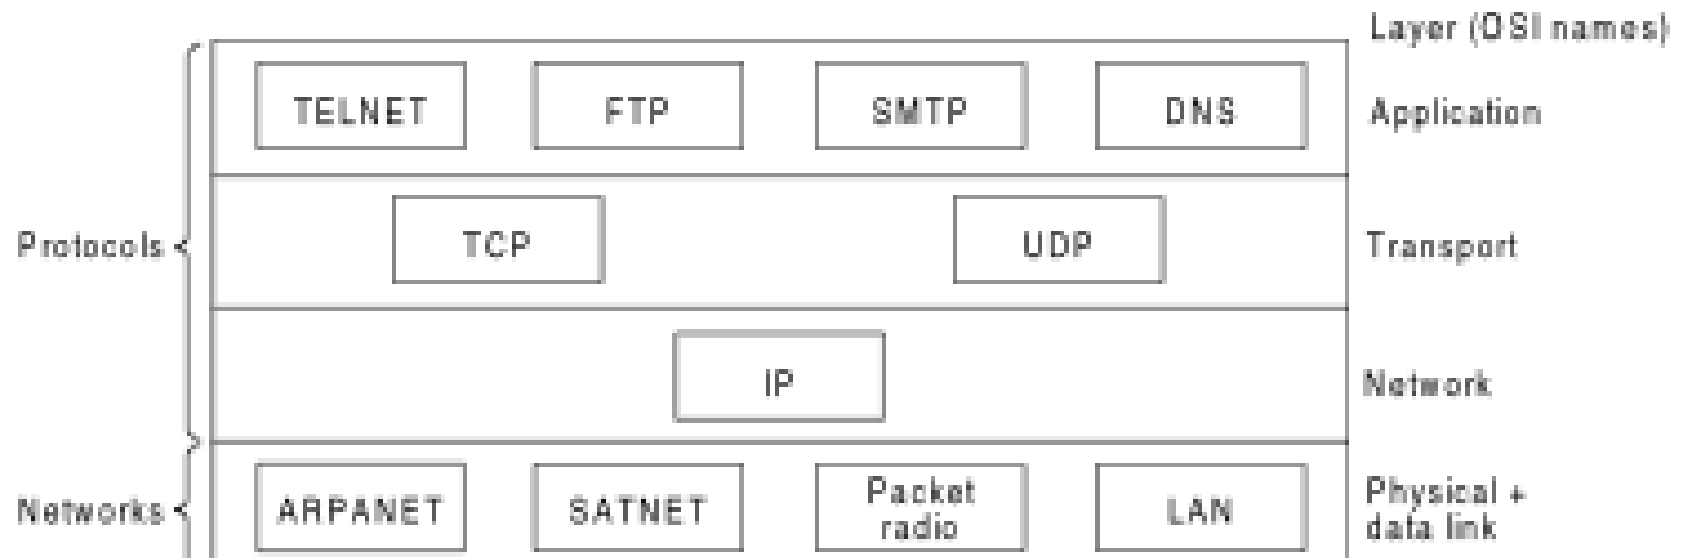 Layer (OSI names)
TELNET FTP SMTP DNS Application
Protocols TCP UDP Transport
IP Network
Networks ARPANET SATNET Packet radio LAN Physical + data link